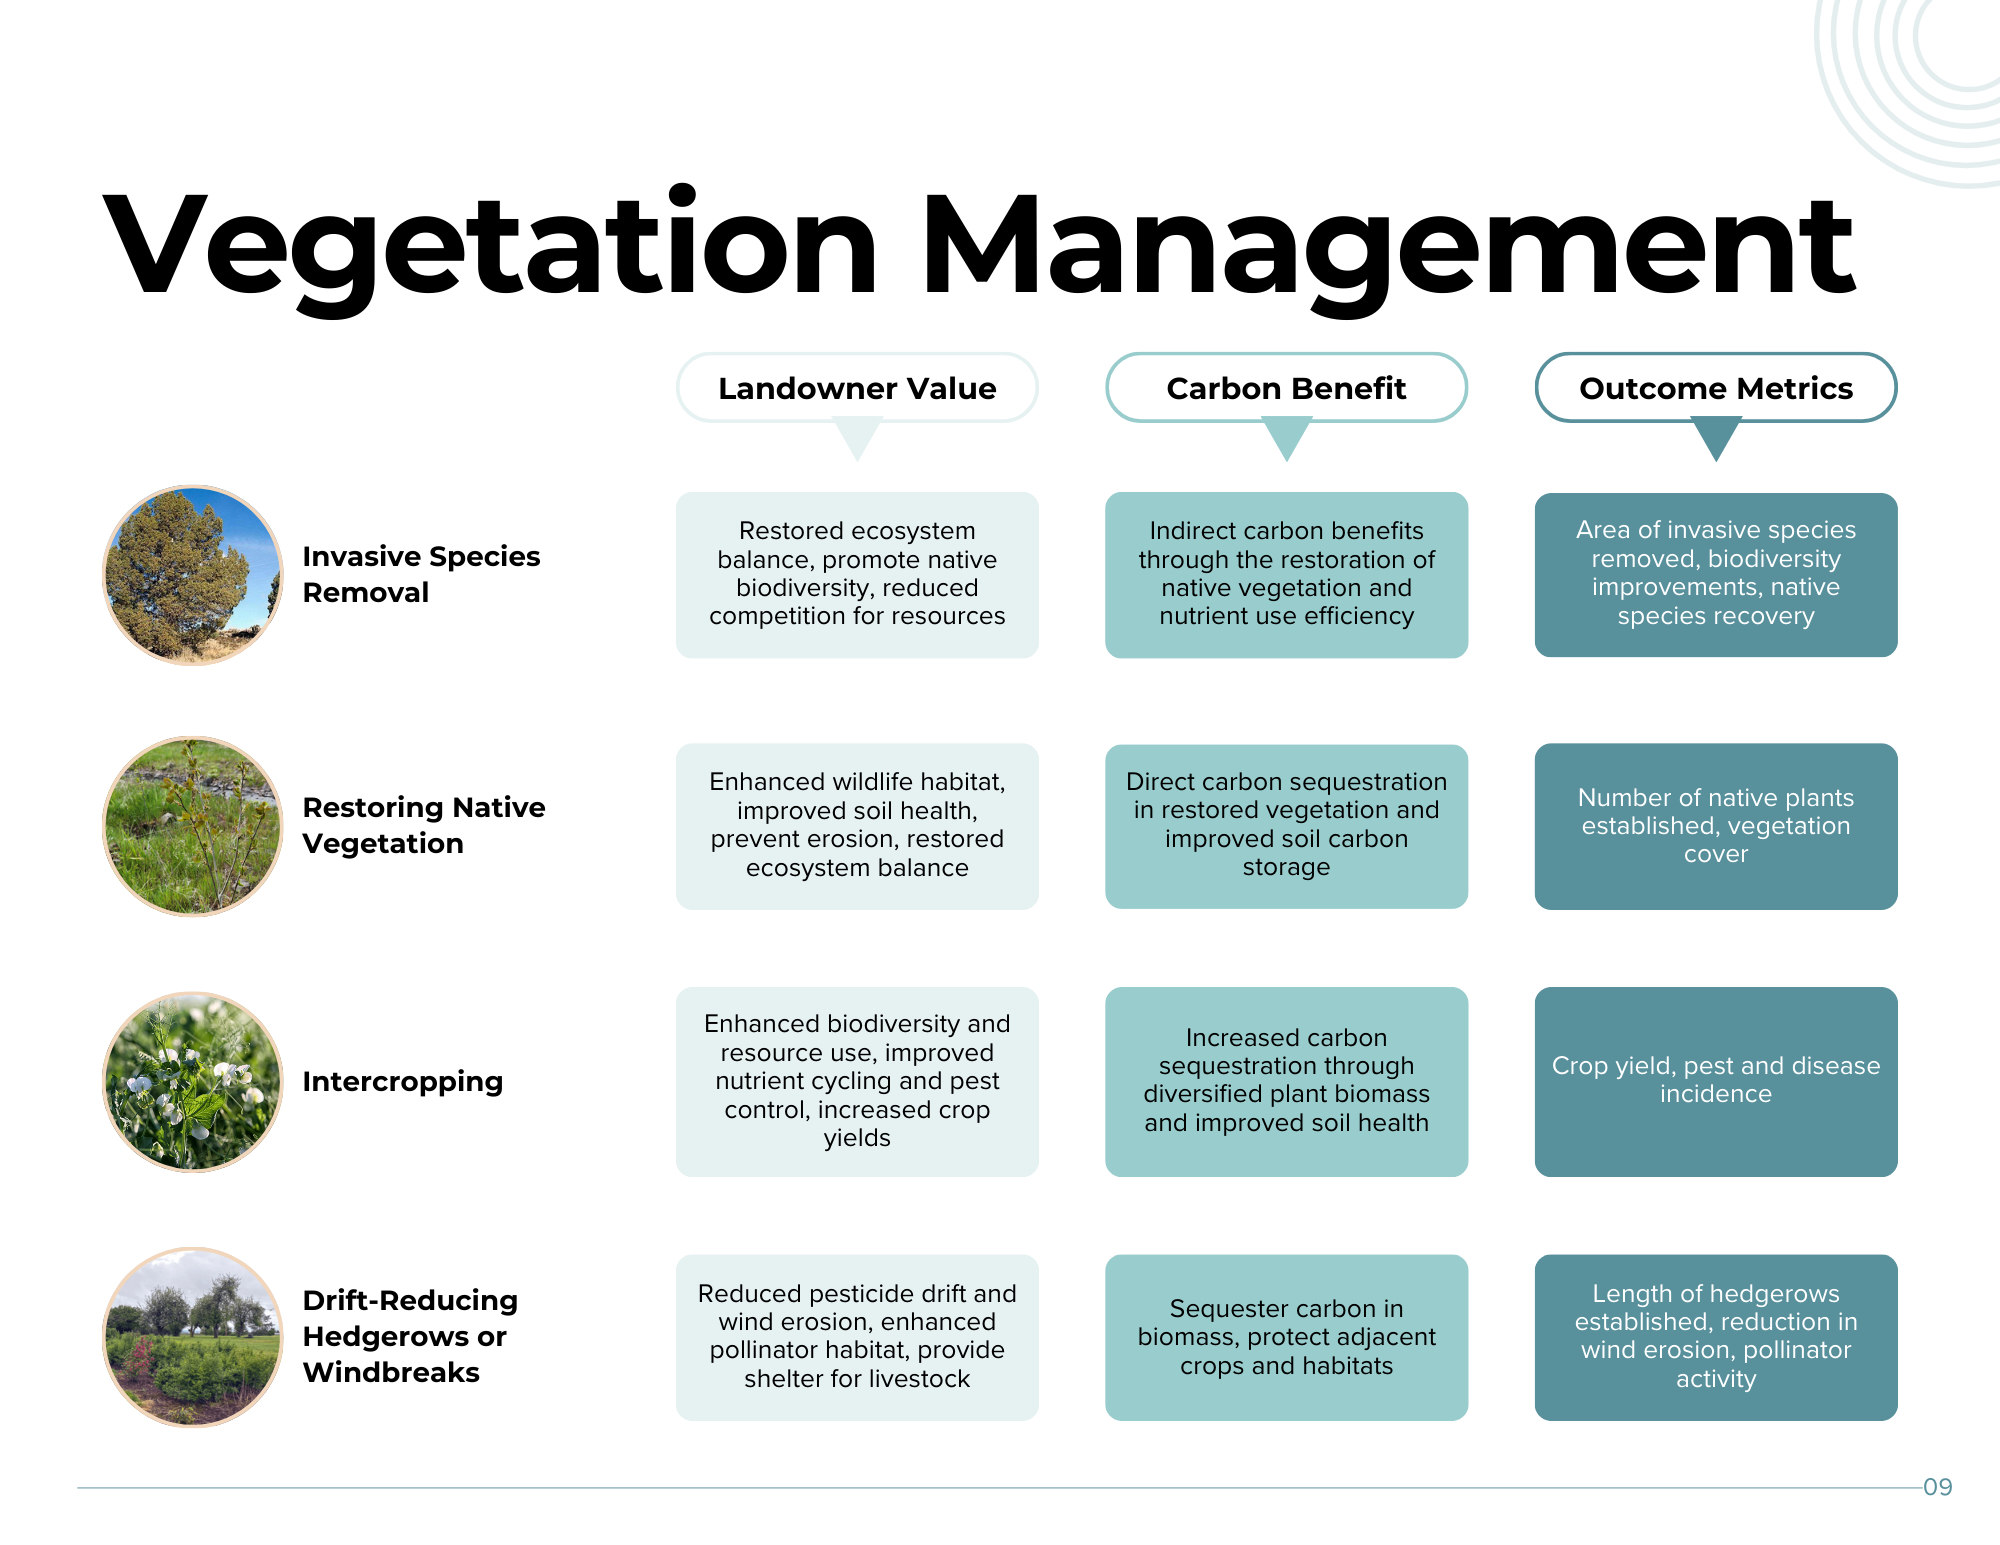 Vegetation Management
Landowner Value
Carbon Benefit
Outcome Metrics
Invasive Species
Removal
Restored ecosystem
balance, promote native
biodiversity, reduced
competition for resources
Indirect carbon benefits
through the restoration of
native vegetation and
nutrient use efficiency
Area of invasive species
removed, biodiversity
improvements, native
species recovery
Restoring Native
Vegetation
Enhanced wildlife habitat,
improved soil health,
prevent erosion, restored
ecosystem balance
Direct carbon sequestration
in restored vegetation and
improved soil carbon
storage
Number of native plants
established, vegetation
cover
Intercropping
Enhanced biodiversity and
resource use, improved
nutrient cycling and pest
control, increased crop
yields
Increased carbon
sequestration through
diversified plant biomass
and improved soil health
Crop yield, pest and disease
incidence
Drift-Reducing
Hedgerows or
Windbreaks
Reduced pesticide drift and
wind erosion, enhanced
pollinator habitat, provide
shelter for livestock
Sequester carbon in
biomass, protect adjacent
crops and habitats
Length of hedgerows
established, reduction in
wind erosion, pollinator
activity
09